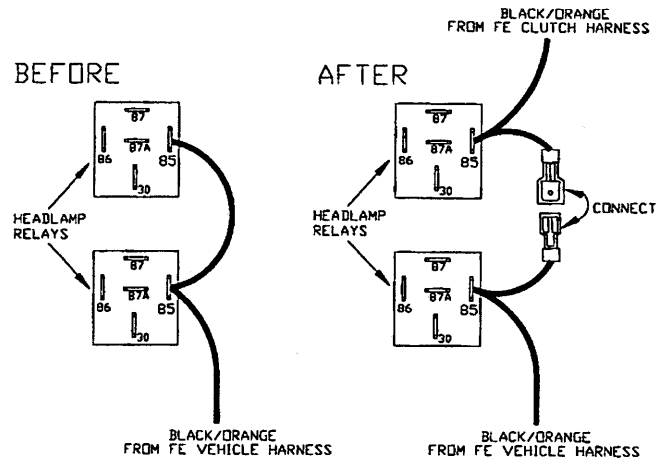 BLACK/ORANGE
FROM FE CLUTCH HARNESS
BEFORE
AFTER
87
86
87A
85
30
87
86
87A
85
30
HEADLAMP
RELAYS
HEADLAMP
RELAYS
CONNECT
87
86
87A
85
30
87
86
87A
85
30
BLACK/ORANGE
FROM FE VEHICLE HARNESS
BLACK/ORANGE
FROM FE VEHICLE HARNESS